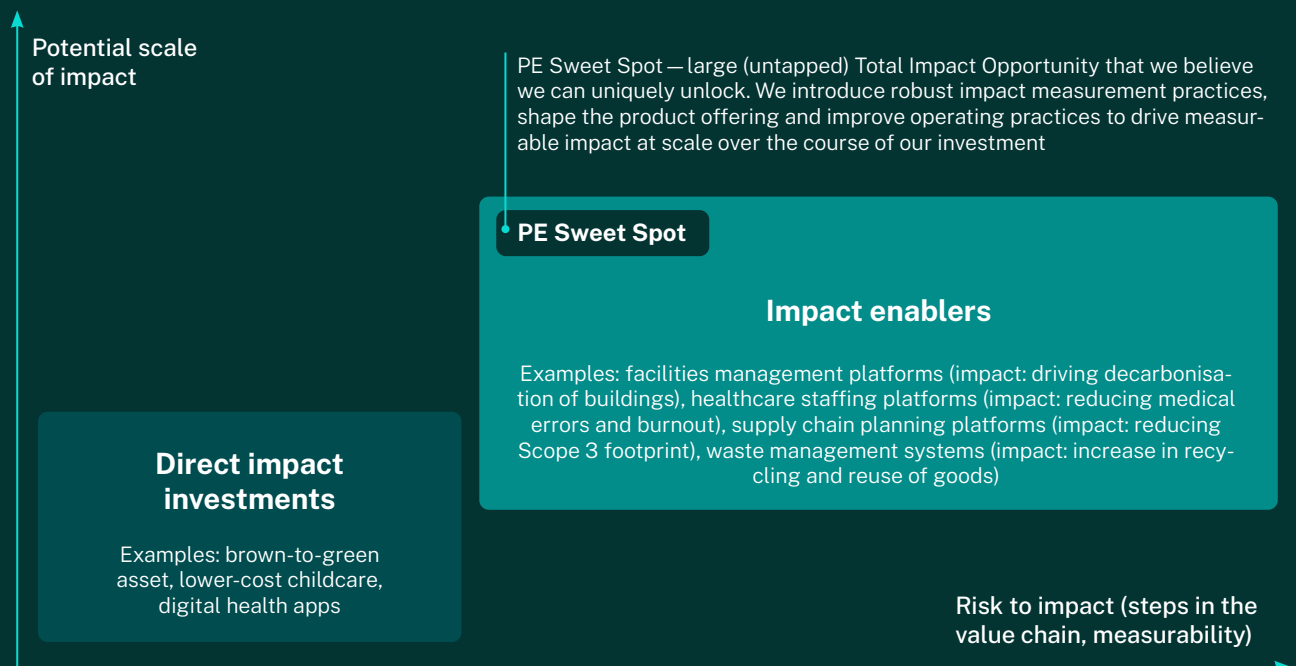 Potential scale
of impact
PE Sweet Spot — large (untapped) Total Impact Opportunity that we believe
we can uniquely unlock. We introduce robust impact measurement practices,
shape the product offering and improve operating practices to drive measur-
able impact at scale over the course of our investment
PE Sweet Spot
Impact enablers
Examples: facilities management platforms (impact: driving decarbonisa-
tion of buildings), healthcare staffing platforms (impact: reducing medical
errors and burnout), supply chain planning platforms (impact: reducing
Scope 3 footprint), waste management systems (impact: increase in recy-
cling and reuse of goods)
Direct impact
investments
Examples: brown-to-green
asset, lower-cost childcare,
digital health apps
Risk to impact (steps in the
value chain, measurability)